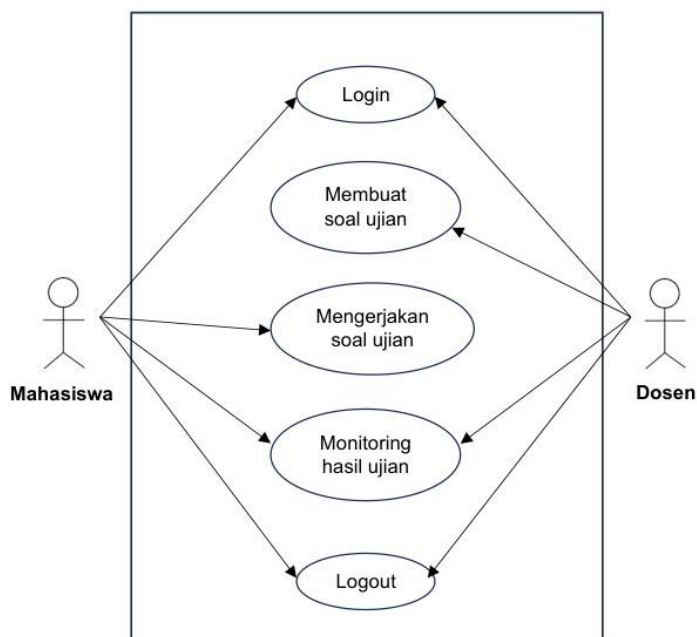 Login
Membuat
soal ujian
Mengerjakan
soal ujian
Mahasiswa
Dosen
Monitoring
hasil ujian
Logout